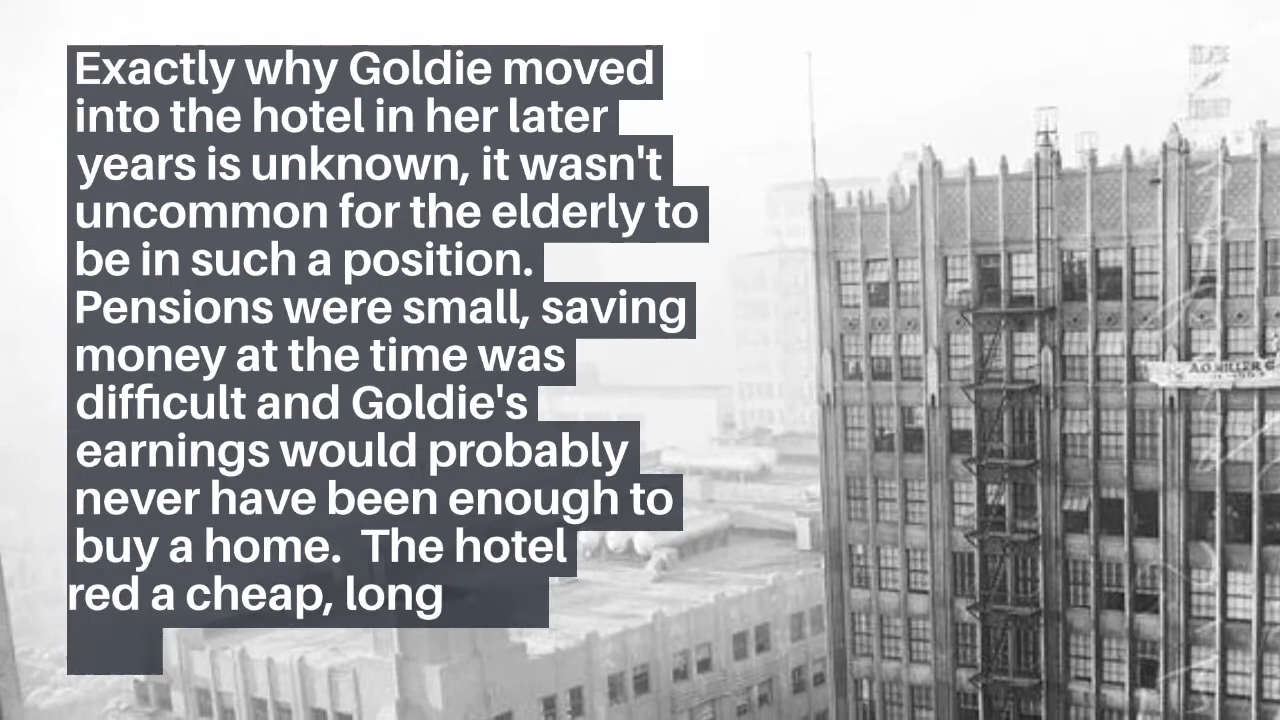 Exactly why Goldie moved
into the hotel in her later
years is unknown, it wasn't
uncommon for the elderly to
be in such a position.
Pensions were small, saving
money at the time was
difficult and Goldie's
earnings would probably
never have been enough to
buy a home.  The hotel
red a cheap, long
A.O. MILLER